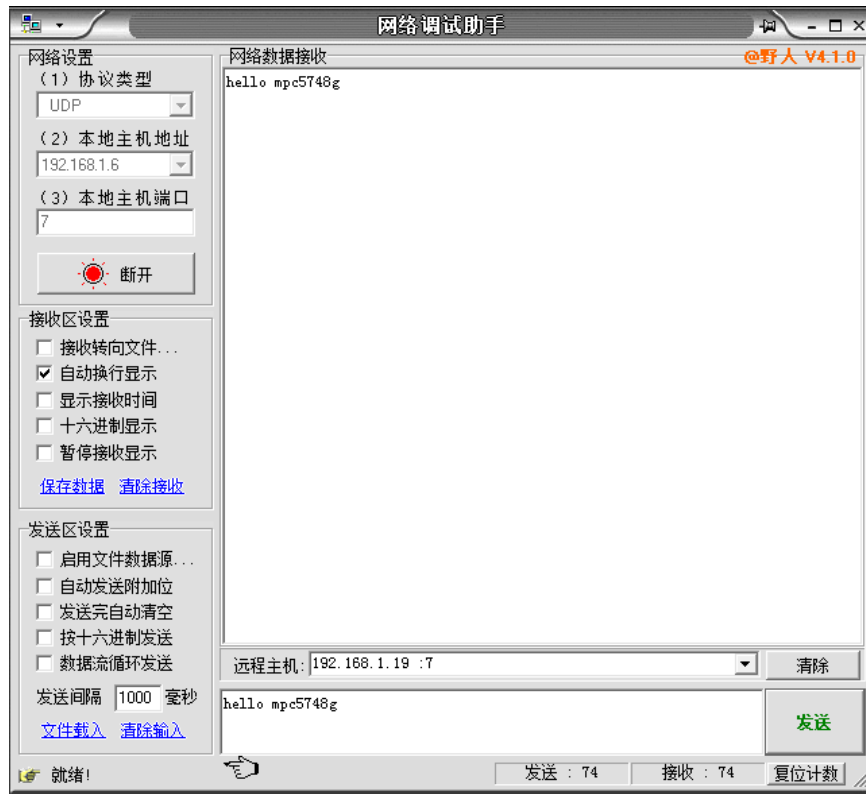 网络调试助手
网络设置
(1) 协议类型
UDP
(2) 本地主机地址
192.168.1.6
(3) 本地主机端口
7
断开
接收区设置
接收转向文件...
自动换行显示
显示接收时间
十六进制显示
暂停接收显示
保存数据 清除接收
发送区设置
启用文件数据源...
自动发送附加位
发送完自动清空
按十六进制发送
数据流循环发送
发送间隔 1000 毫秒
文件载入 清除输入
网络数据接收
@野人 V4.1.0
hello mpc5748g
远程主机: 192.168.1.19 :7
清除
hello mpc5748g
发送
就绪!
发送 : 74
接收 : 74
复位计数